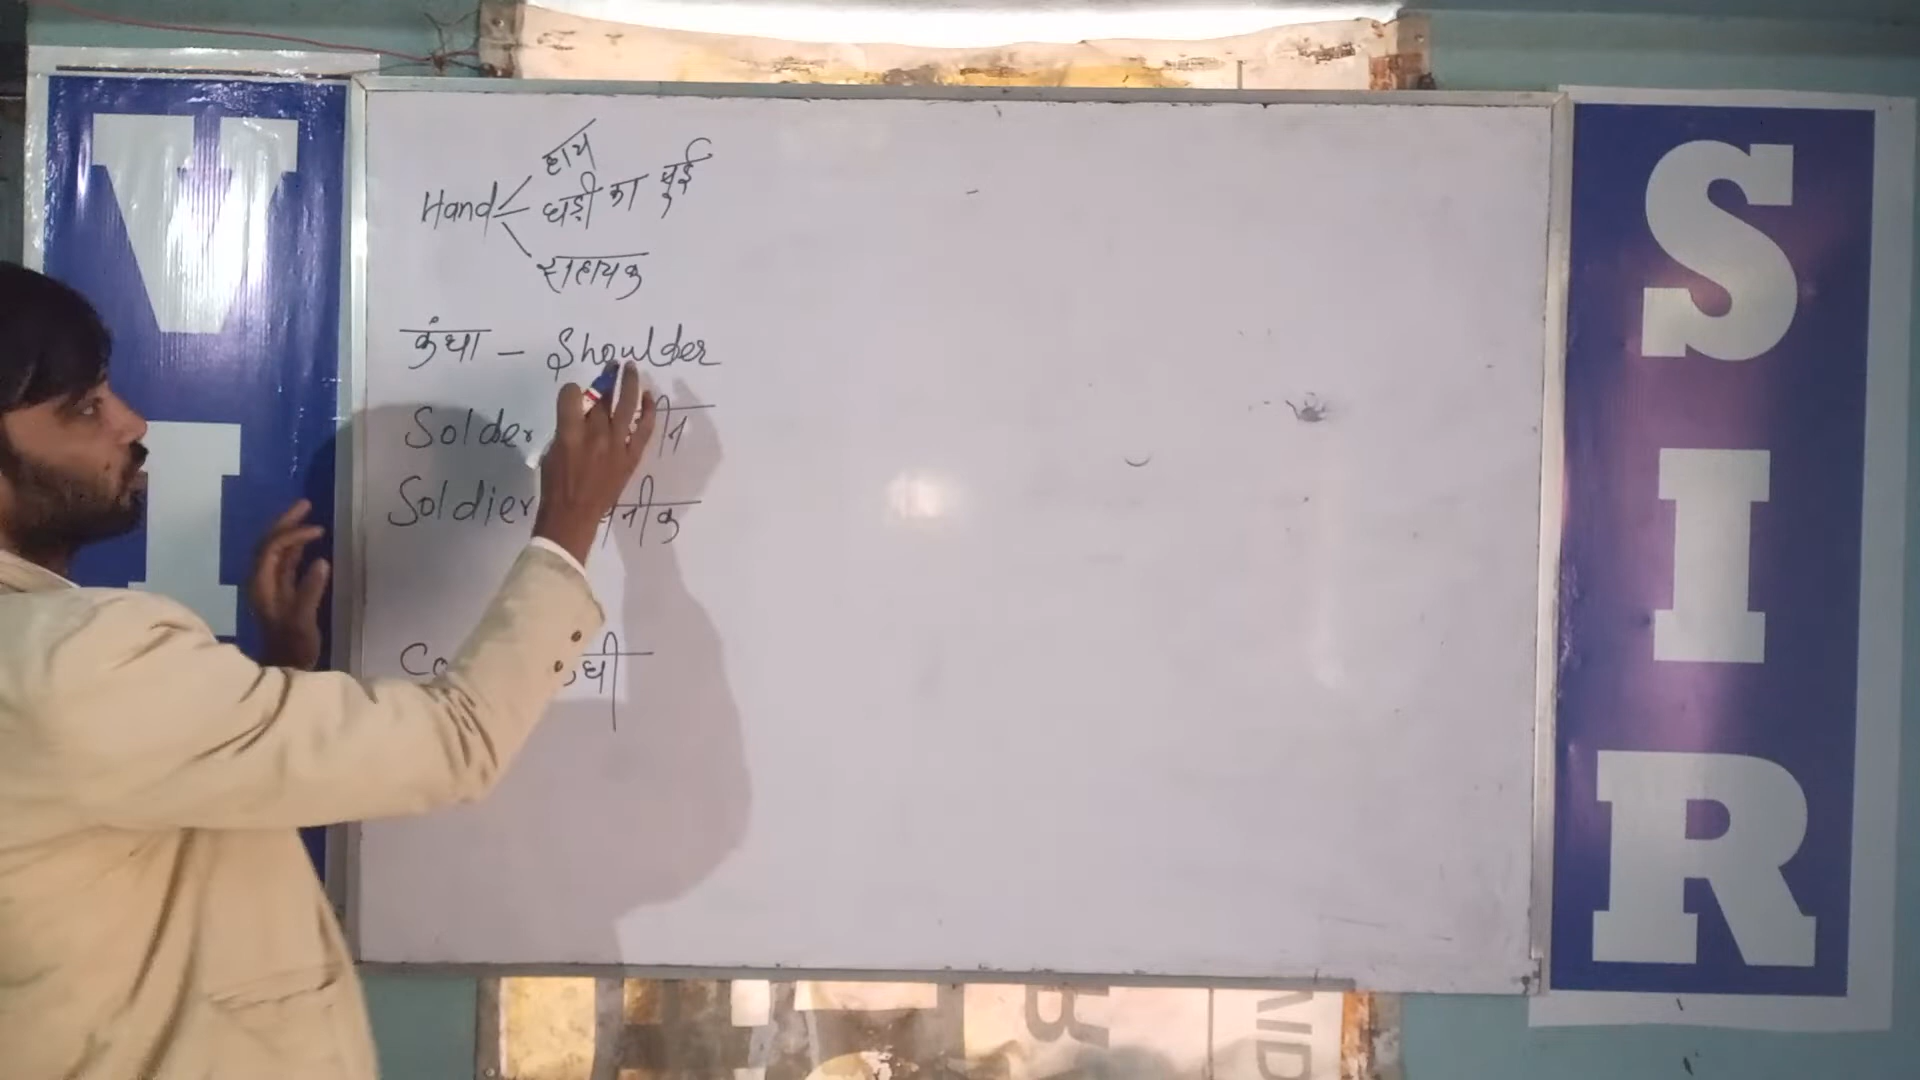 हाथ
Hand घड़ी का सुई
सहायक
कंधा - Shoulder
Solder
Soldier
V
I
S
I
R